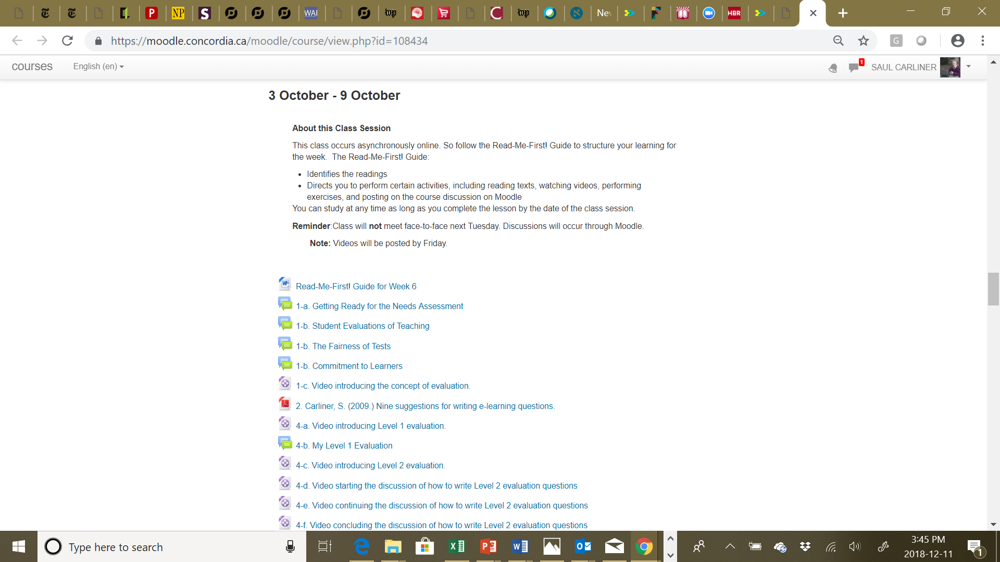 NP
S
WAI
wp
wp
Ne
HBR
https://moodle.concordia.ca/moodle/course/view.php?id=108434
G
courses
English (en)
1
SAUL CARLINER
3 October - 9 October
About this Class Session
This class occurs asynchronously online. So follow the Read-Me-First! Guide to structure your learning for
the week.  The Read-Me-First! Guide:
• Identifies the readings
• Directs you to perform certain activities, including reading texts, watching videos, performing
exercises, and posting on the course discussion on Moodle
You can study at any time as long as you complete the lesson by the date of the class session.
Reminder:Class will not meet face-to-face next Tuesday. Discussions will occur through Moodle.
Note: Videos will be posted by Friday.
Read-Me-First! Guide for Week 6
1-a. Getting Ready for the Needs Assessment
1-b. Student Evaluations of Teaching
1-b. The Fairness of Tests
1-b. Commitment to Learners
1-c. Video introducing the concept of evaluation.
2. Carliner, S. (2009.) Nine suggestions for writing e-learning questions.
4-a. Video introducing Level 1 evaluation.
4-b. My Level 1 Evaluation
4-c. Video introducing Level 2 evaluation.
4-d. Video starting the discussion of how to write Level 2 evaluation questions
4-e. Video continuing the discussion of how to write Level 2 evaluation questions
4-f. Video concluding the discussion of how to write Level 2 evaluation questions
Type here to search
3:45 PM
2018-12-11
1